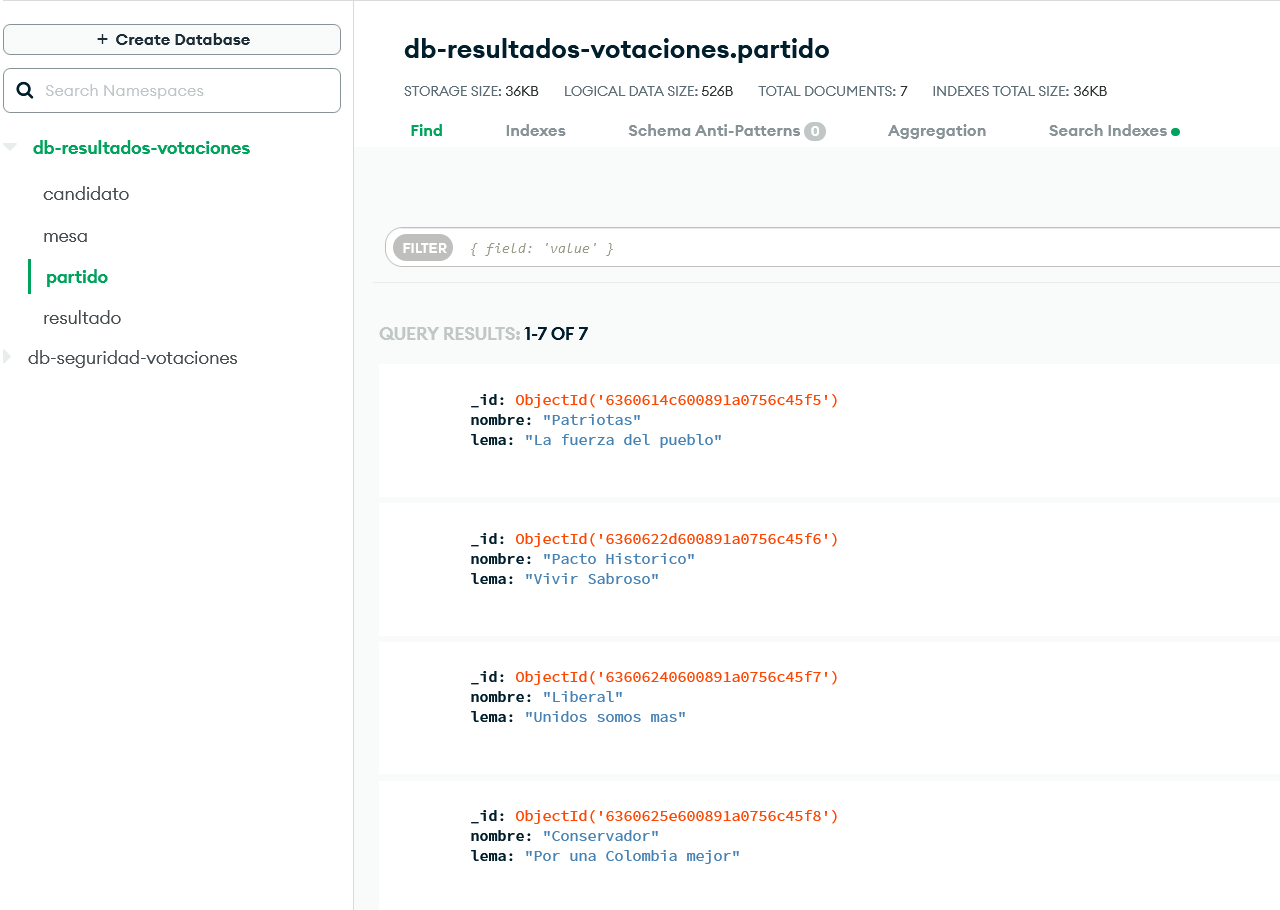 + Create Database
Search Namespaces
db-resultados-votaciones
candidato
mesa
partido
resultado
db-seguridad-votaciones
db-resultados-votaciones.partido
STORAGE SIZE: 36KB LOGICAL DATA SIZE: 526B TOTAL DOCUMENTS: 7 INDEXES TOTAL SIZE: 36KB
Find Indexes Schema Anti-Patterns 0 Aggregation Search Indexes
FILTER { field: 'value' }
QUERY RESULTS: 1-7 OF 7
_id: ObjectId('6360614c600891a0756c45f5')
nombre: "Patriotas"
lema: "La fuerza del pueblo"
_id: ObjectId('6360622d600891a0756c45f6')
nombre: "Pacto Historico"
lema: "Vivir Sabroso"
_id: ObjectId('63606240600891a0756c45f7')
nombre: "Liberal"
lema: "Unidos somos mas"
_id: ObjectId('6360625e600891a0756c45f8')
nombre: "Conservador"
lema: "Por una Colombia mejor"